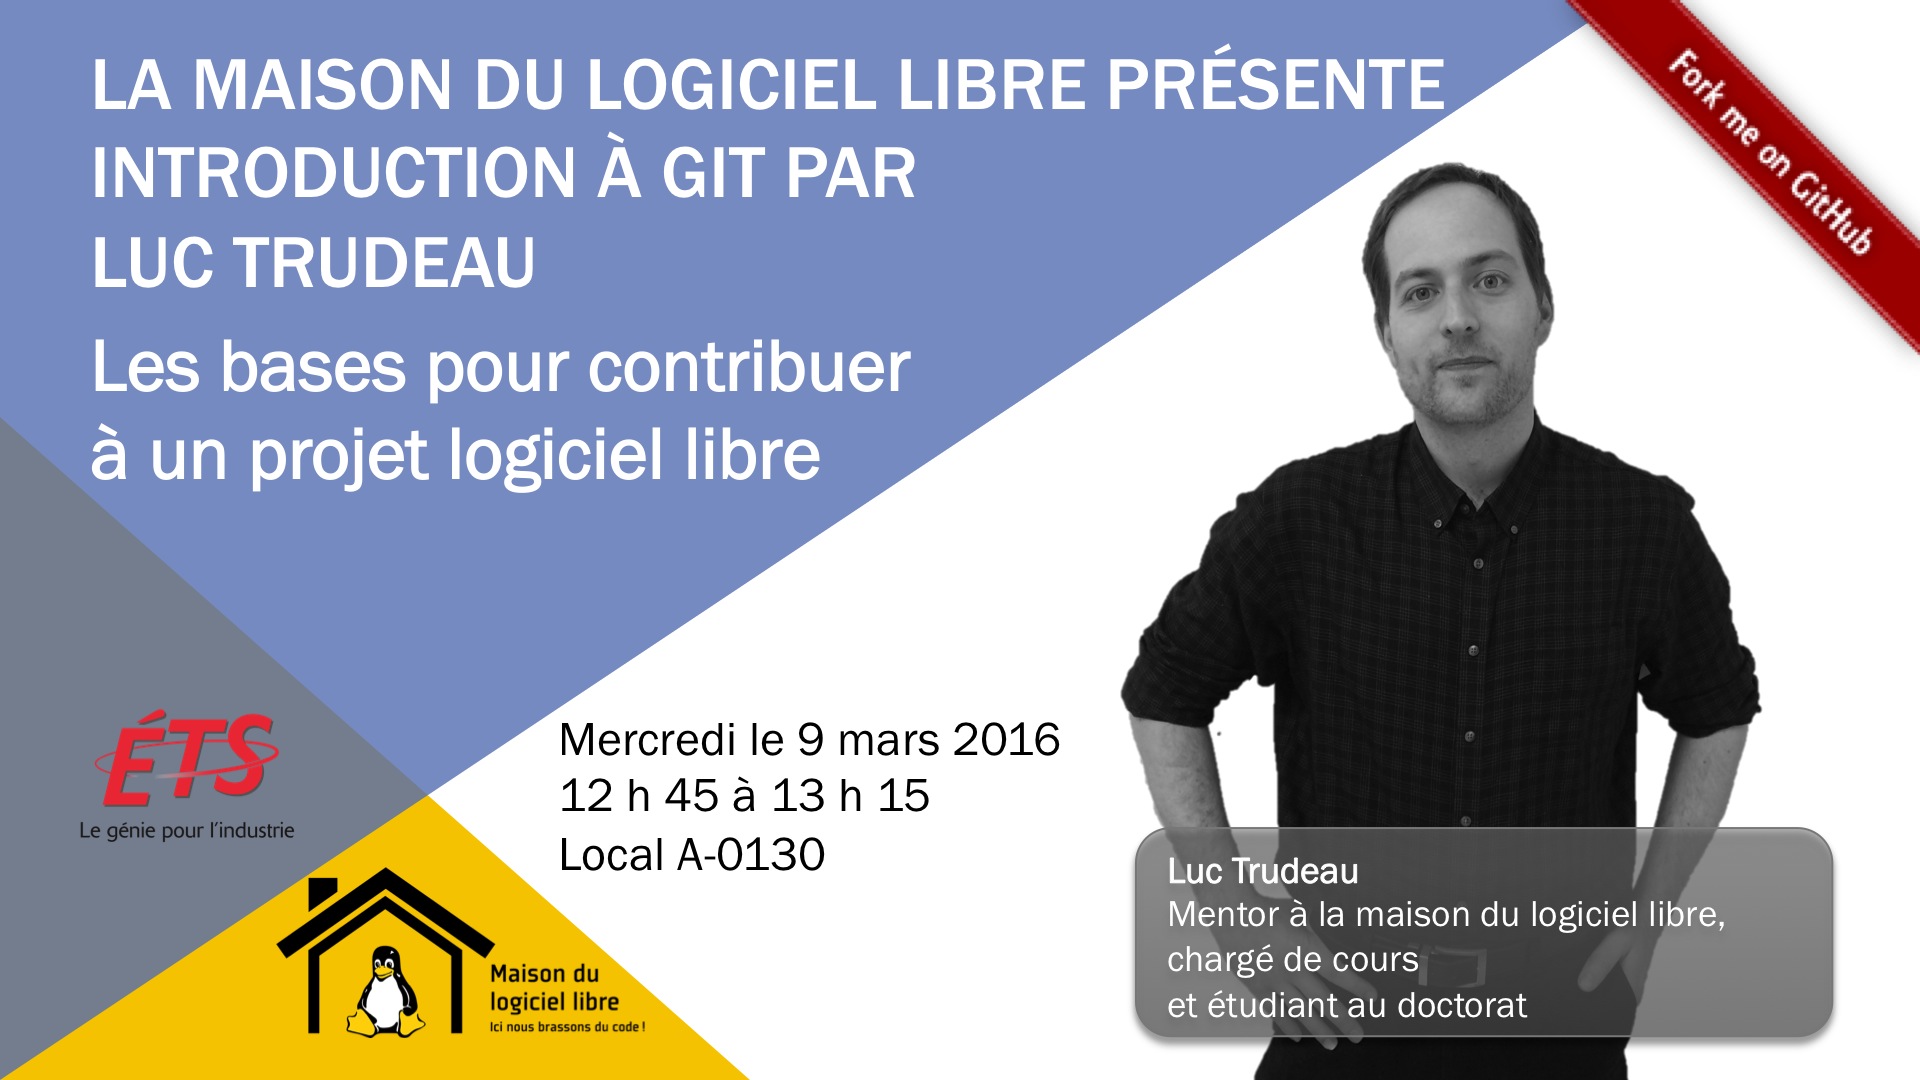 LA MAISON DU LOGICIEL LIBRE PRÉSENTE
INTRODUCTION À GIT PAR
LUC TRUDEAU
Les bases pour contribuer
à un projet logiciel libre
Fork me on GitHub
ÉTS
Le génie pour l'industrie
Mercredi le 9 mars 2016
12 h 45 à 13 h 15
Local A-0130
Maison du
logiciel libre
Ici nous brassons du code !
Luc Trudeau
Mentor à la maison du logiciel libre,
chargé de cours
et étudiant au doctorat